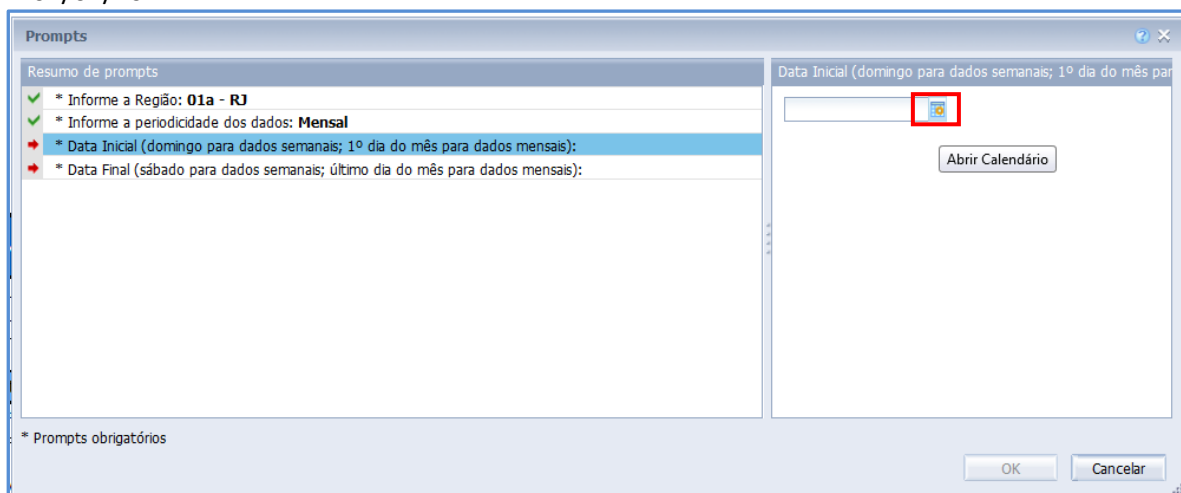 Prompts
Resumo de prompts
Data Inicial (domingo para dados semanais; 1º dia do mês par
* Informe a Região: 01a - RJ
* Informe a periodicidade dos dados: Mensal
* Data Inicial (domingo para dados semanais; 1º dia do mês para dados mensais):
* Data Final (sábado para dados semanais; último dia do mês para dados mensais):
Abrir Calendário
* Prompts obrigatórios
OK
Cancelar